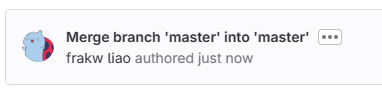 Merge branch 'master' into 'master'
frakw liao authored just now